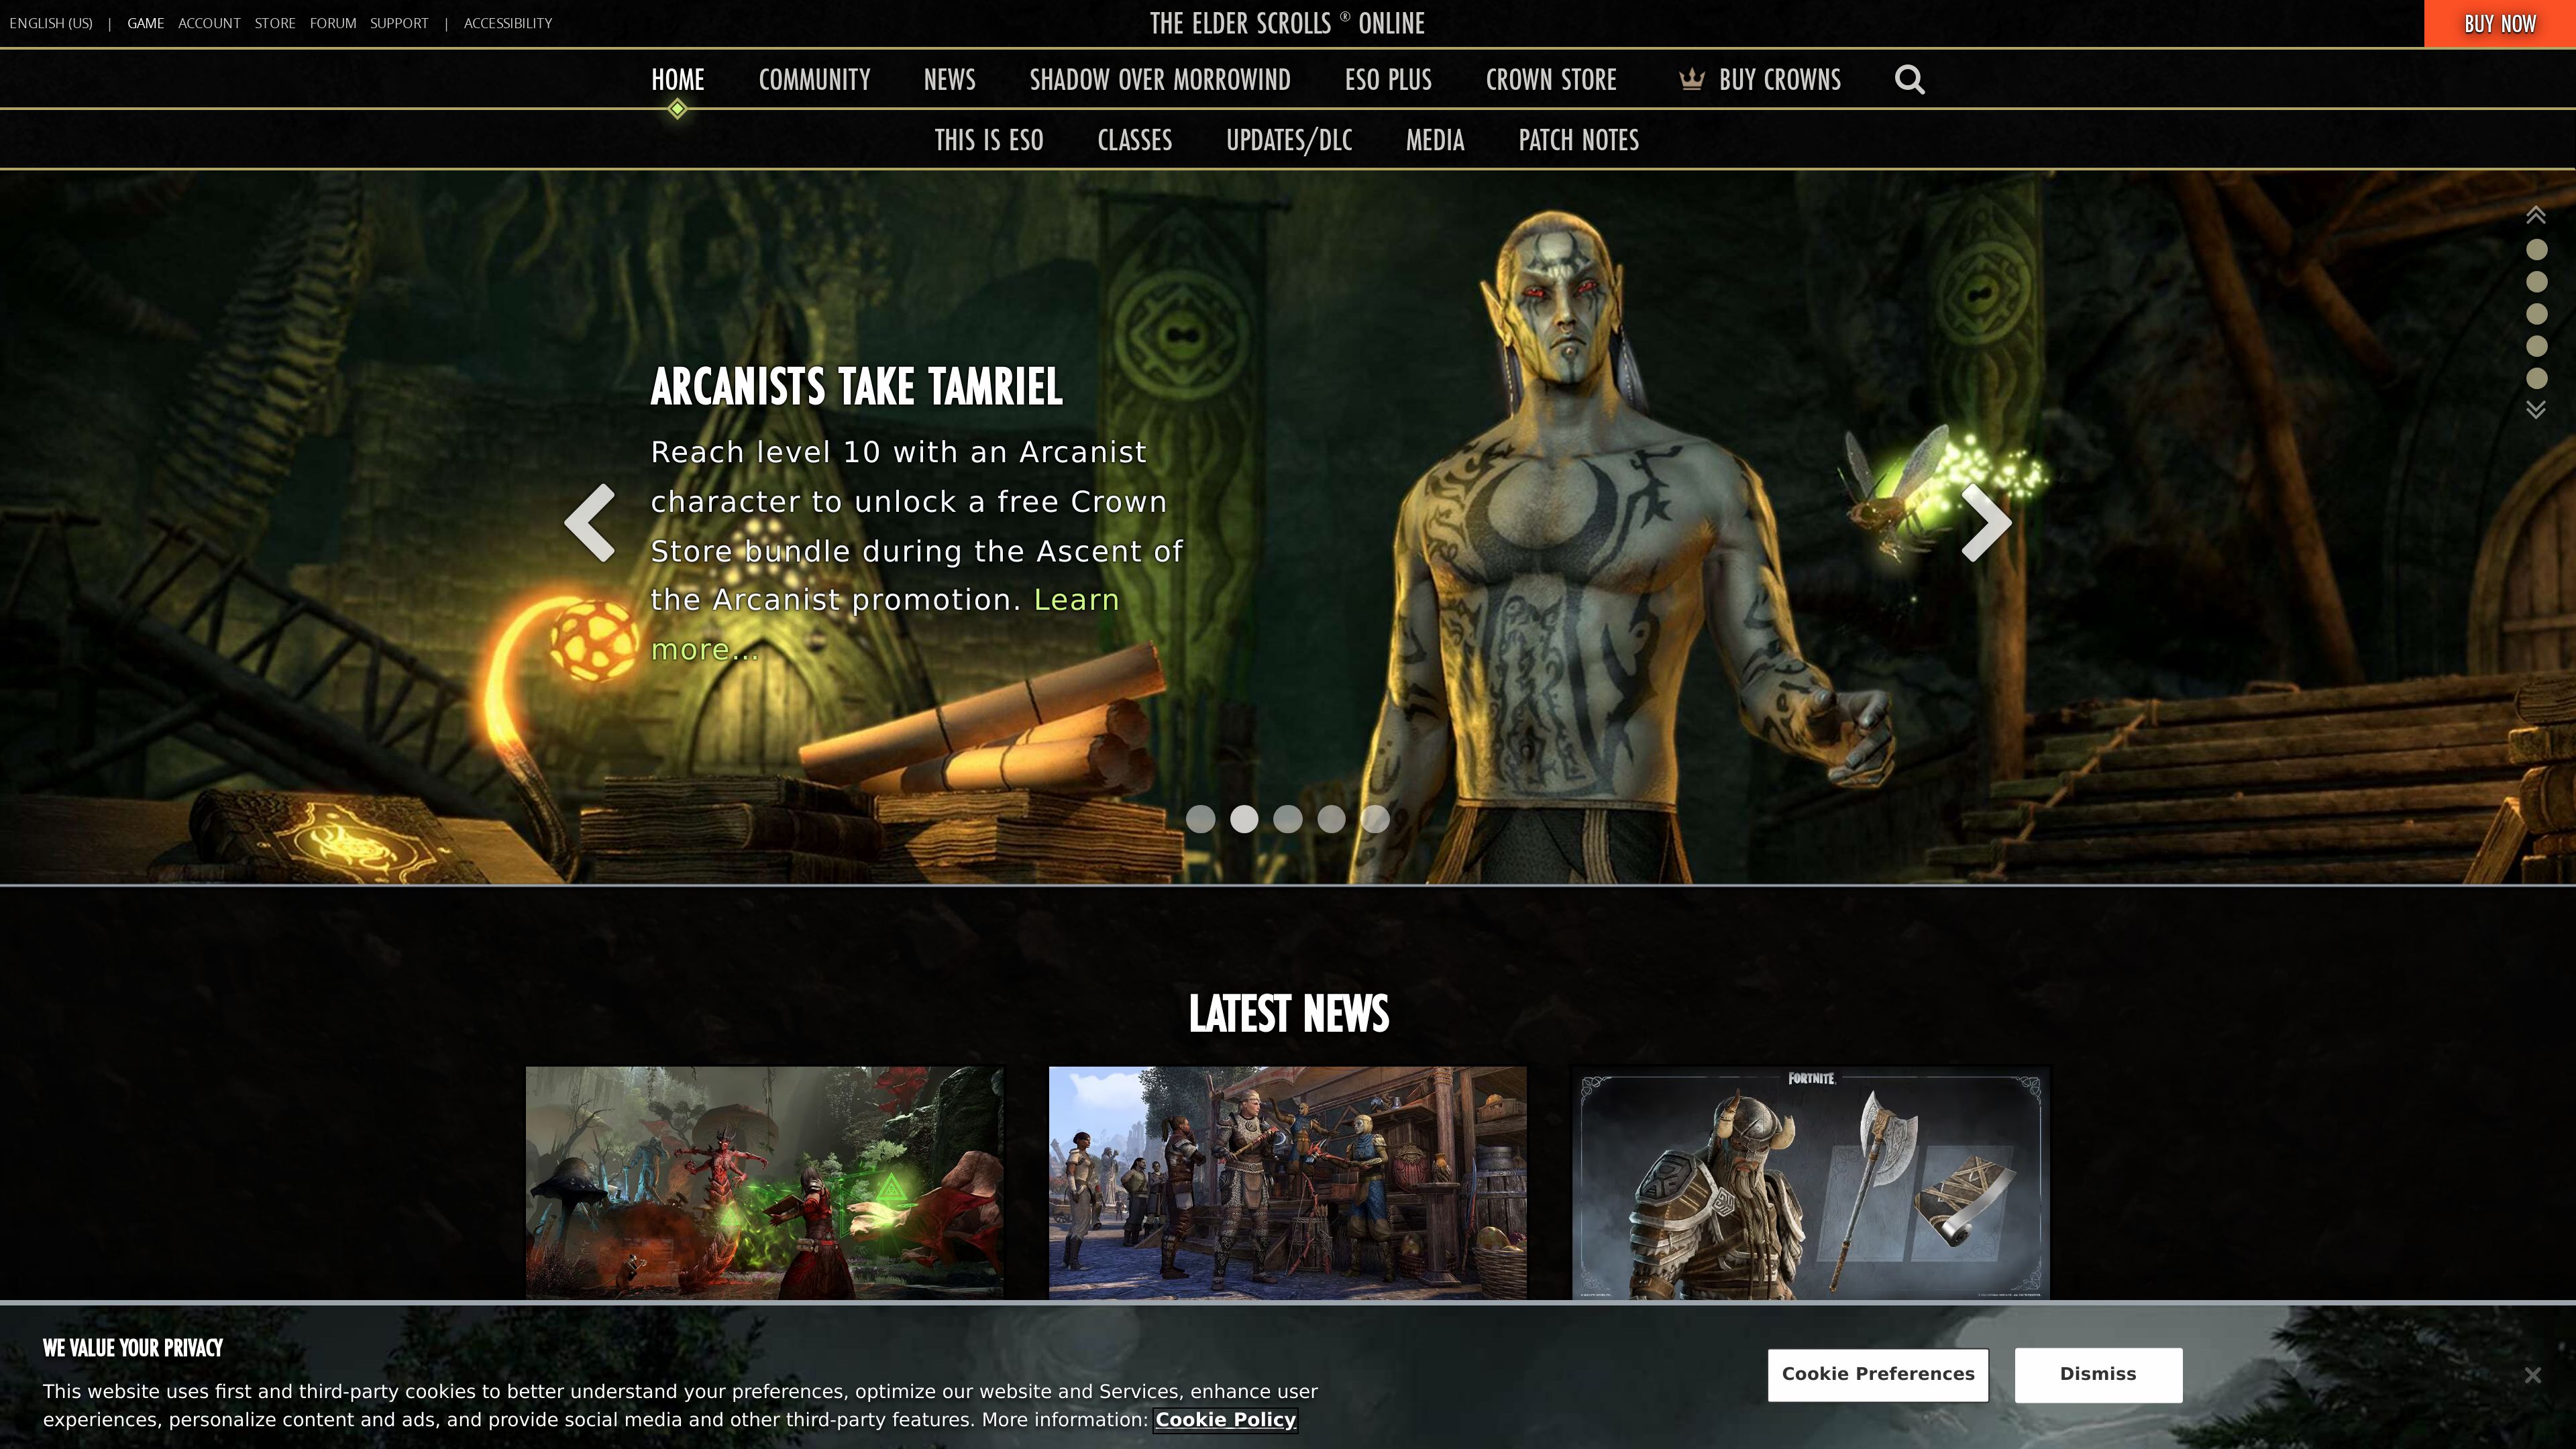 ENGLISH (US) | GAME ACCOUNT STORE FORUM SUPPORT | ACCESSIBILITY
THE ELDER SCROLLS ® ONLINE
BUY NOW
HOME COMMUNITY NEWS SHADOW OVER MORROWIND ESO PLUS CROWN STORE BUY CROWNS
THIS IS ESO CLASSES UPDATES/DLC MEDIA PATCH NOTES
ARCANISTS TAKE TAMRIEL
Reach level 10 with an Arcanist
character to unlock a free Crown
Store bundle during the Ascent of
the Arcanist promotion. Learn
more...
LATEST NEWS
FORTNITE
WE VALUE YOUR PRIVACY
This website uses first and third-party cookies to better understand your preferences, optimize our website and Services, enhance user
experiences, personalize content and ads, and provide social media and other third-party features. More information: Cookie Policy
Cookie Preferences
Dismiss